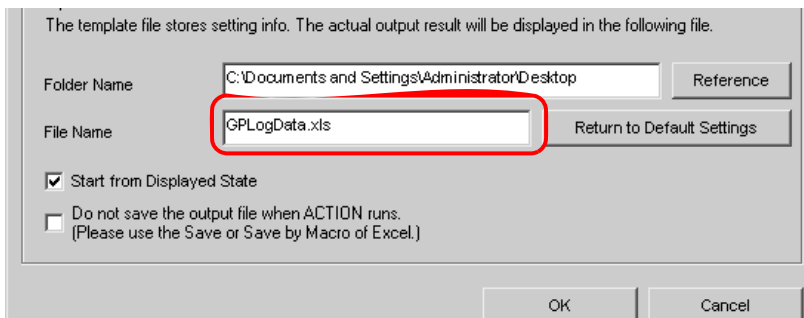 The template file stores setting info. The actual output result will be displayed in the following file.
Folder Name C:\Documents and Settings\Administrator\Desktop Reference
File Name GPLogData.xls Return to Default Settings
Start from Displayed State
Do not save the output file when ACTION runs.
(Please use the Save or Save by Macro of Excel.)
OK Cancel